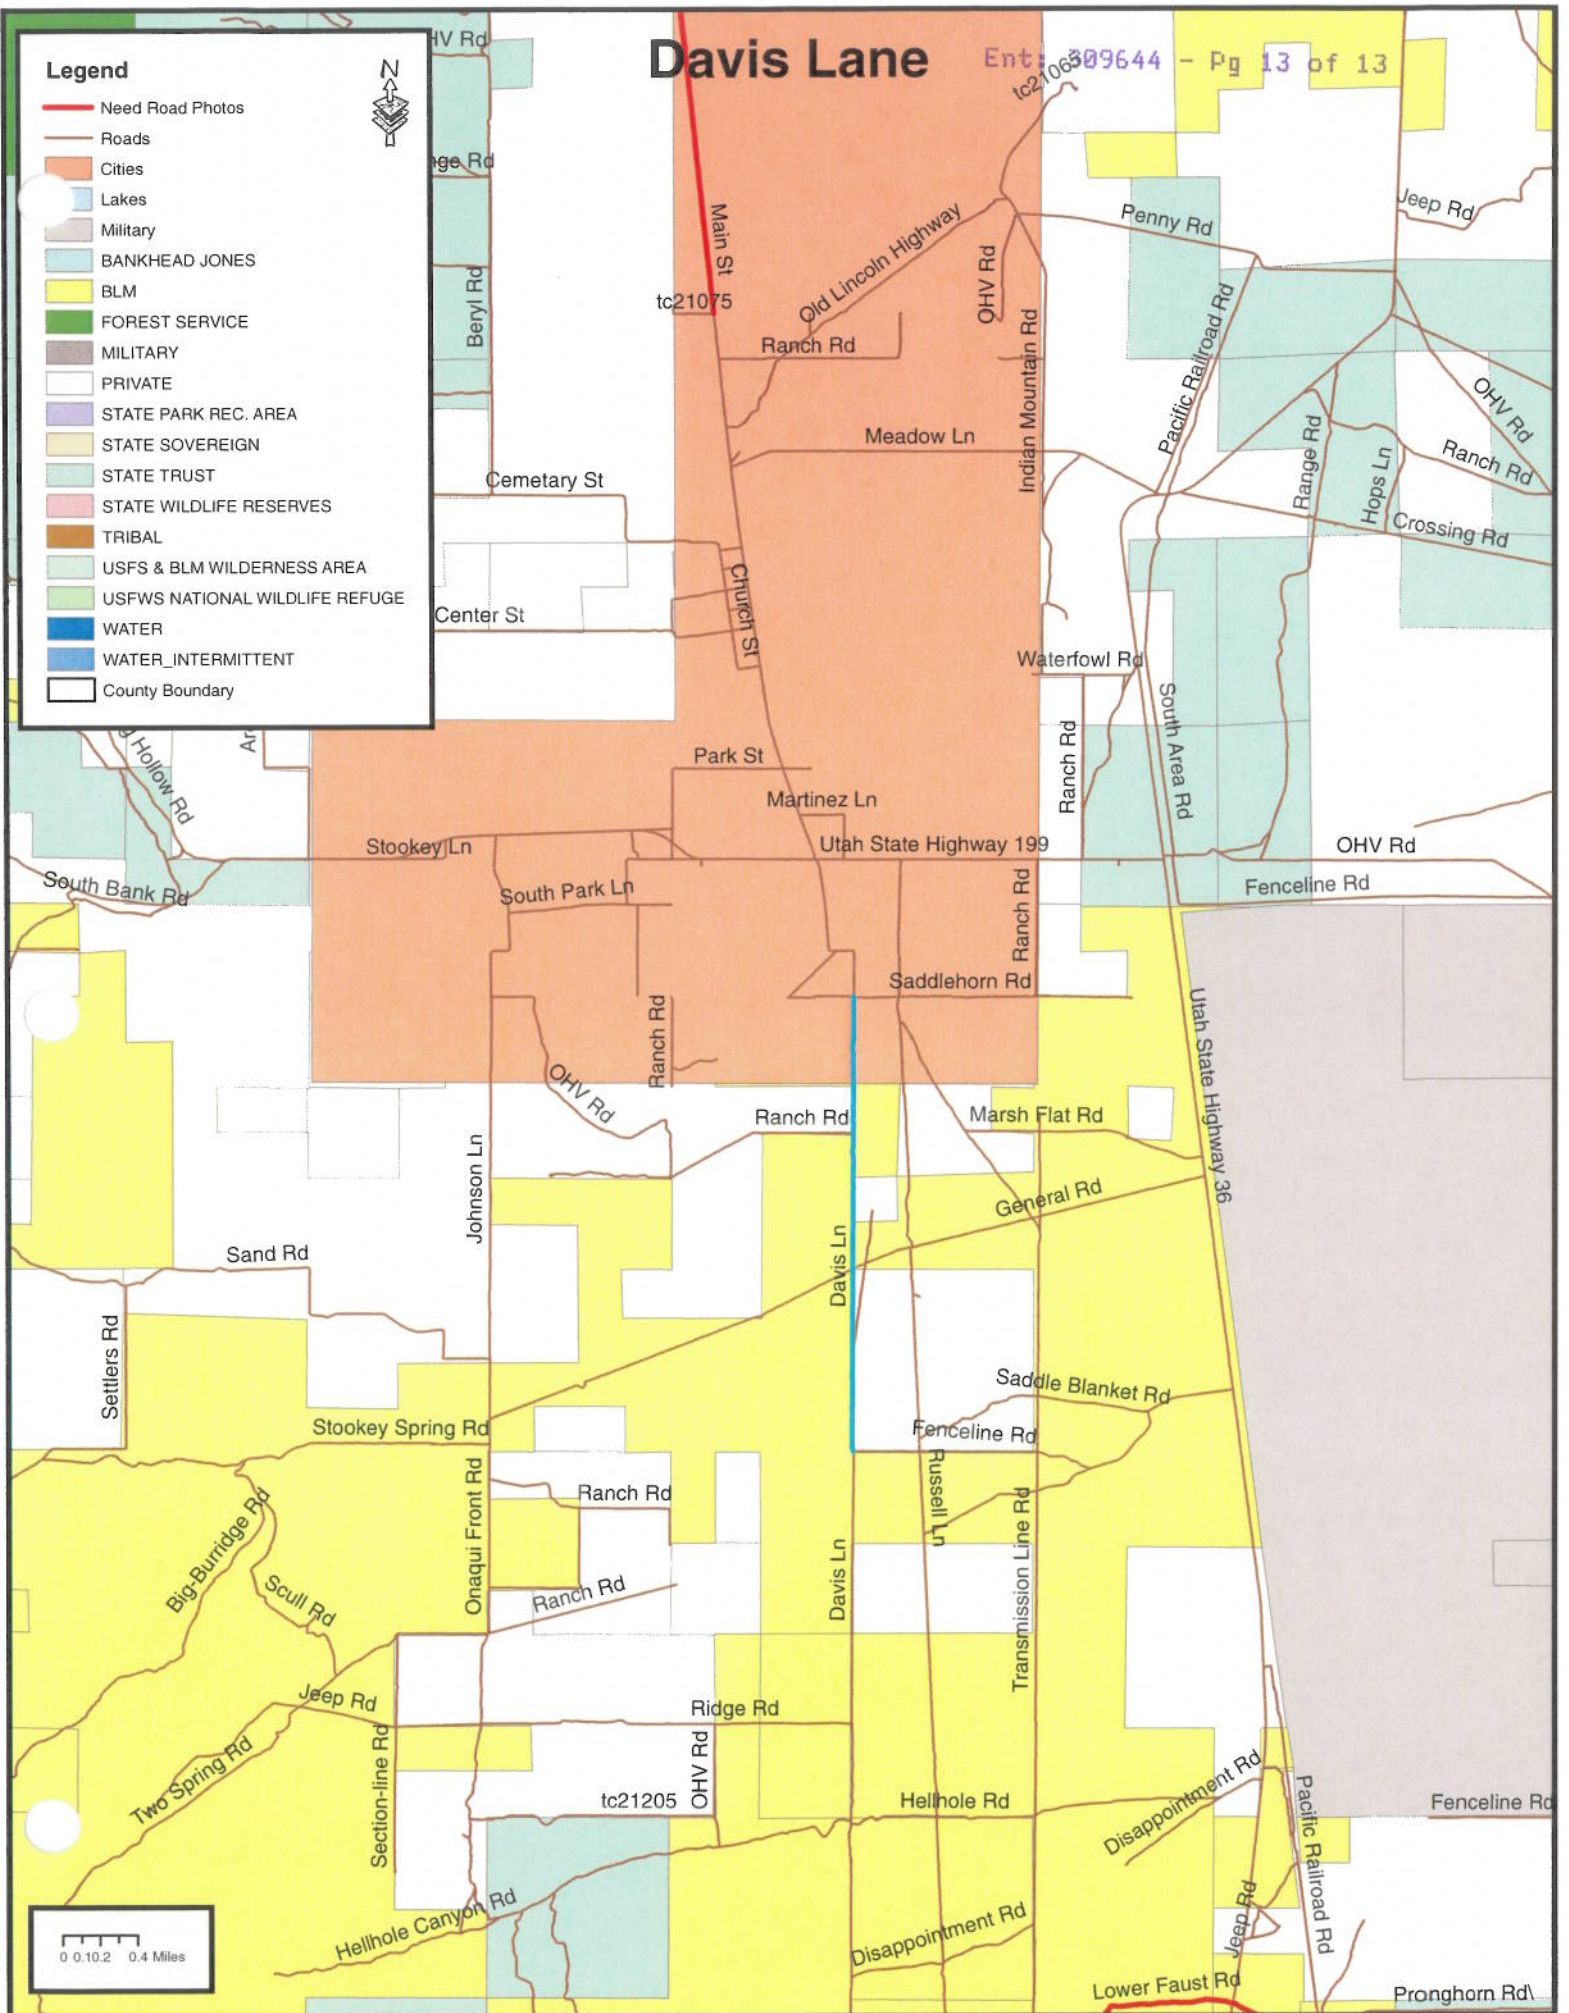 Davis Lane
Ent: 309644 - Pg 13 of 13
Legend
N
Need Road Photos
Roads
Cities
Lakes
Military
BANKHEAD JONES
BLM
FOREST SERVICE
MILITARY
PRIVATE
STATE PARK REC. AREA
STATE SOVEREIGN
STATE TRUST
STATE WILDLIFE RESERVES
TRIBAL
USFS & BLM WILDERNESS AREA
USFWS NATIONAL WILDLIFE REFUGE
WATER
WATER_INTERMITTENT
County Boundary
HV Rd
nge Rd
Beryl Rd
Main St
tc21075
tc21065
Old Lincoln Highway
OHV Rd
Ranch Rd
Indian Mountain Rd
Penny Rd
Jeep Rd
Pacific Railroad Rd
Meadow Ln
OHV Rd
Range Rd
Hops Ln
Ranch Rd
Crossing Rd
Cemetary St
Church St
Center St
Waterfowl Rd
Ranch Rd
South Area Rd
g Hollow Rd
Ar
Park St
Martinez Ln
Stookey Ln
Utah State Highway 199
OHV Rd
South Bank Rd
South Park Ln
Ranch Rd
Fenceline Rd
Saddlehorn Rd
Ranch Rd
Utah State Highway 36
OHV Rd
Ranch Rd
Marsh Flat Rd
Johnson Ln
General Rd
Sand Rd
Davis Ln
Settlers Rd
Saddle Blanket Rd
Stookey Spring Rd
Fenceline Rd
Onaqui Front Rd
Ranch Rd
Russell Ln
Transmission Line Rd
Big-Burridge Rd
Scull Rd
Ranch Rd
Davis Ln
Jeep Rd
Ridge Rd
Two Spring Rd
Section-line Rd
OHV Rd
tc21205
Hellhole Rd
Disappointment Rd
Pacific Railroad Rd
Fenceline Rd
Hellhole Canyon Rd
Disappointment Rd
Jeep Rd
Lower Faust Rd
Pronghorn Rd\
0 0.10.2 0.4 Miles